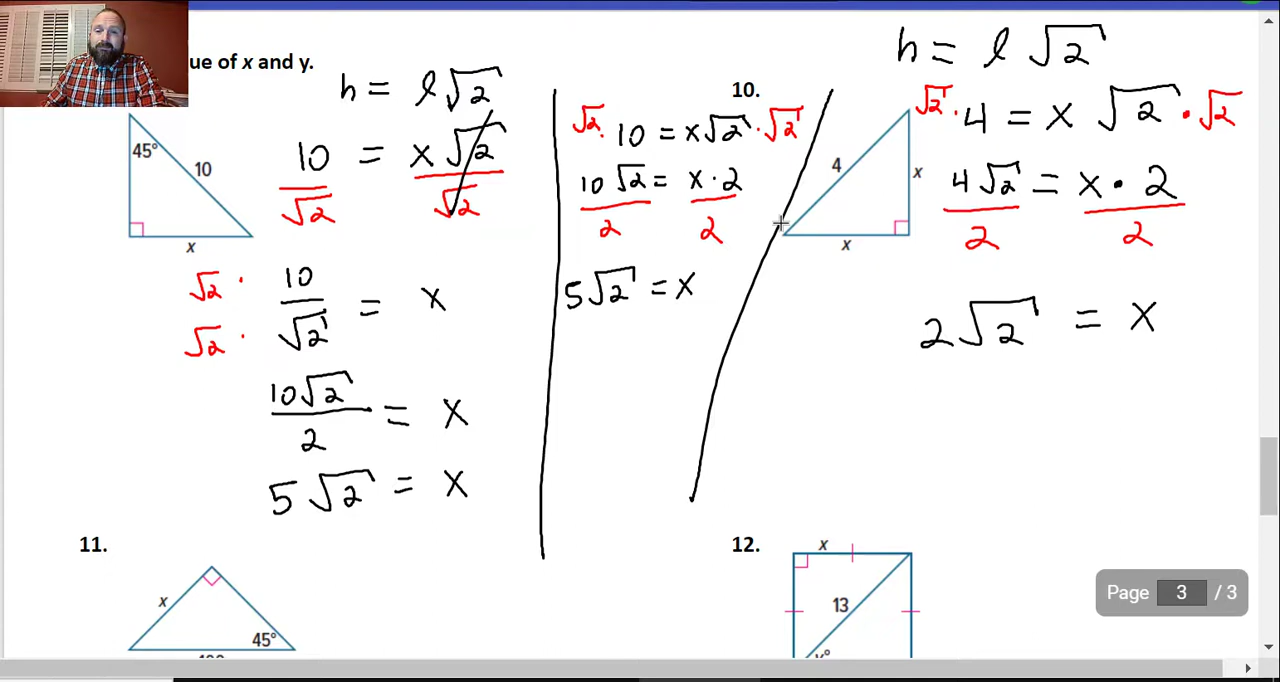 ue of x and y.
h = l√2
45°
10
x
10 = x√2
√2 √2
√2 · 10 = x
√2 · √2
10√2 = x
2
5√2 = x
√2 · 10 = x√2 · √2
10√2 = x · 2
2 2
5√2 = x
10.
4
x
x
h = l√2
√2 · 4 = x√2 · √2
4√2 = x · 2
2 2
2√2 = x
11.
x
45°
12.
x
13
Page 3 / 3